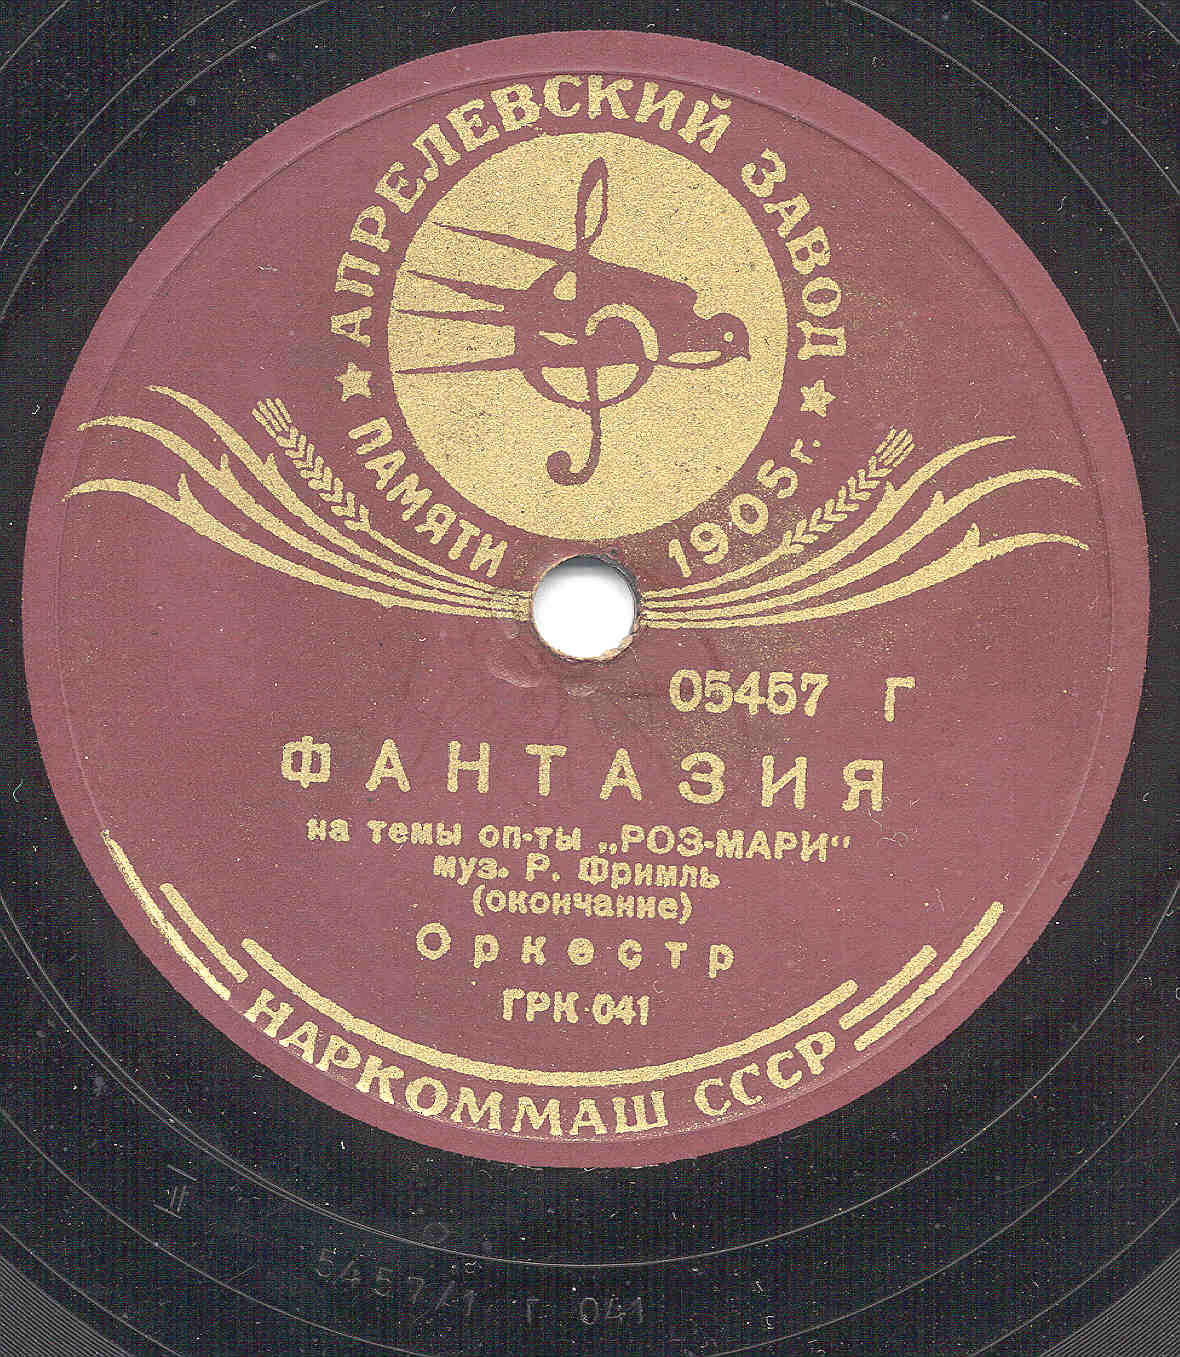 АПРЕЛЕВСКИЙ ЗАВОД
★ ПАМЯТИ 1905 г. ★
05457 Г
ФАНТАЗИЯ
на темы оп-ты „РОЗ-МАРИ“
муз. Р. Фримль
(окончание)
Оркестр
ГРК·041
НАРКОММАШ СССР
II
5457/1 Г 041